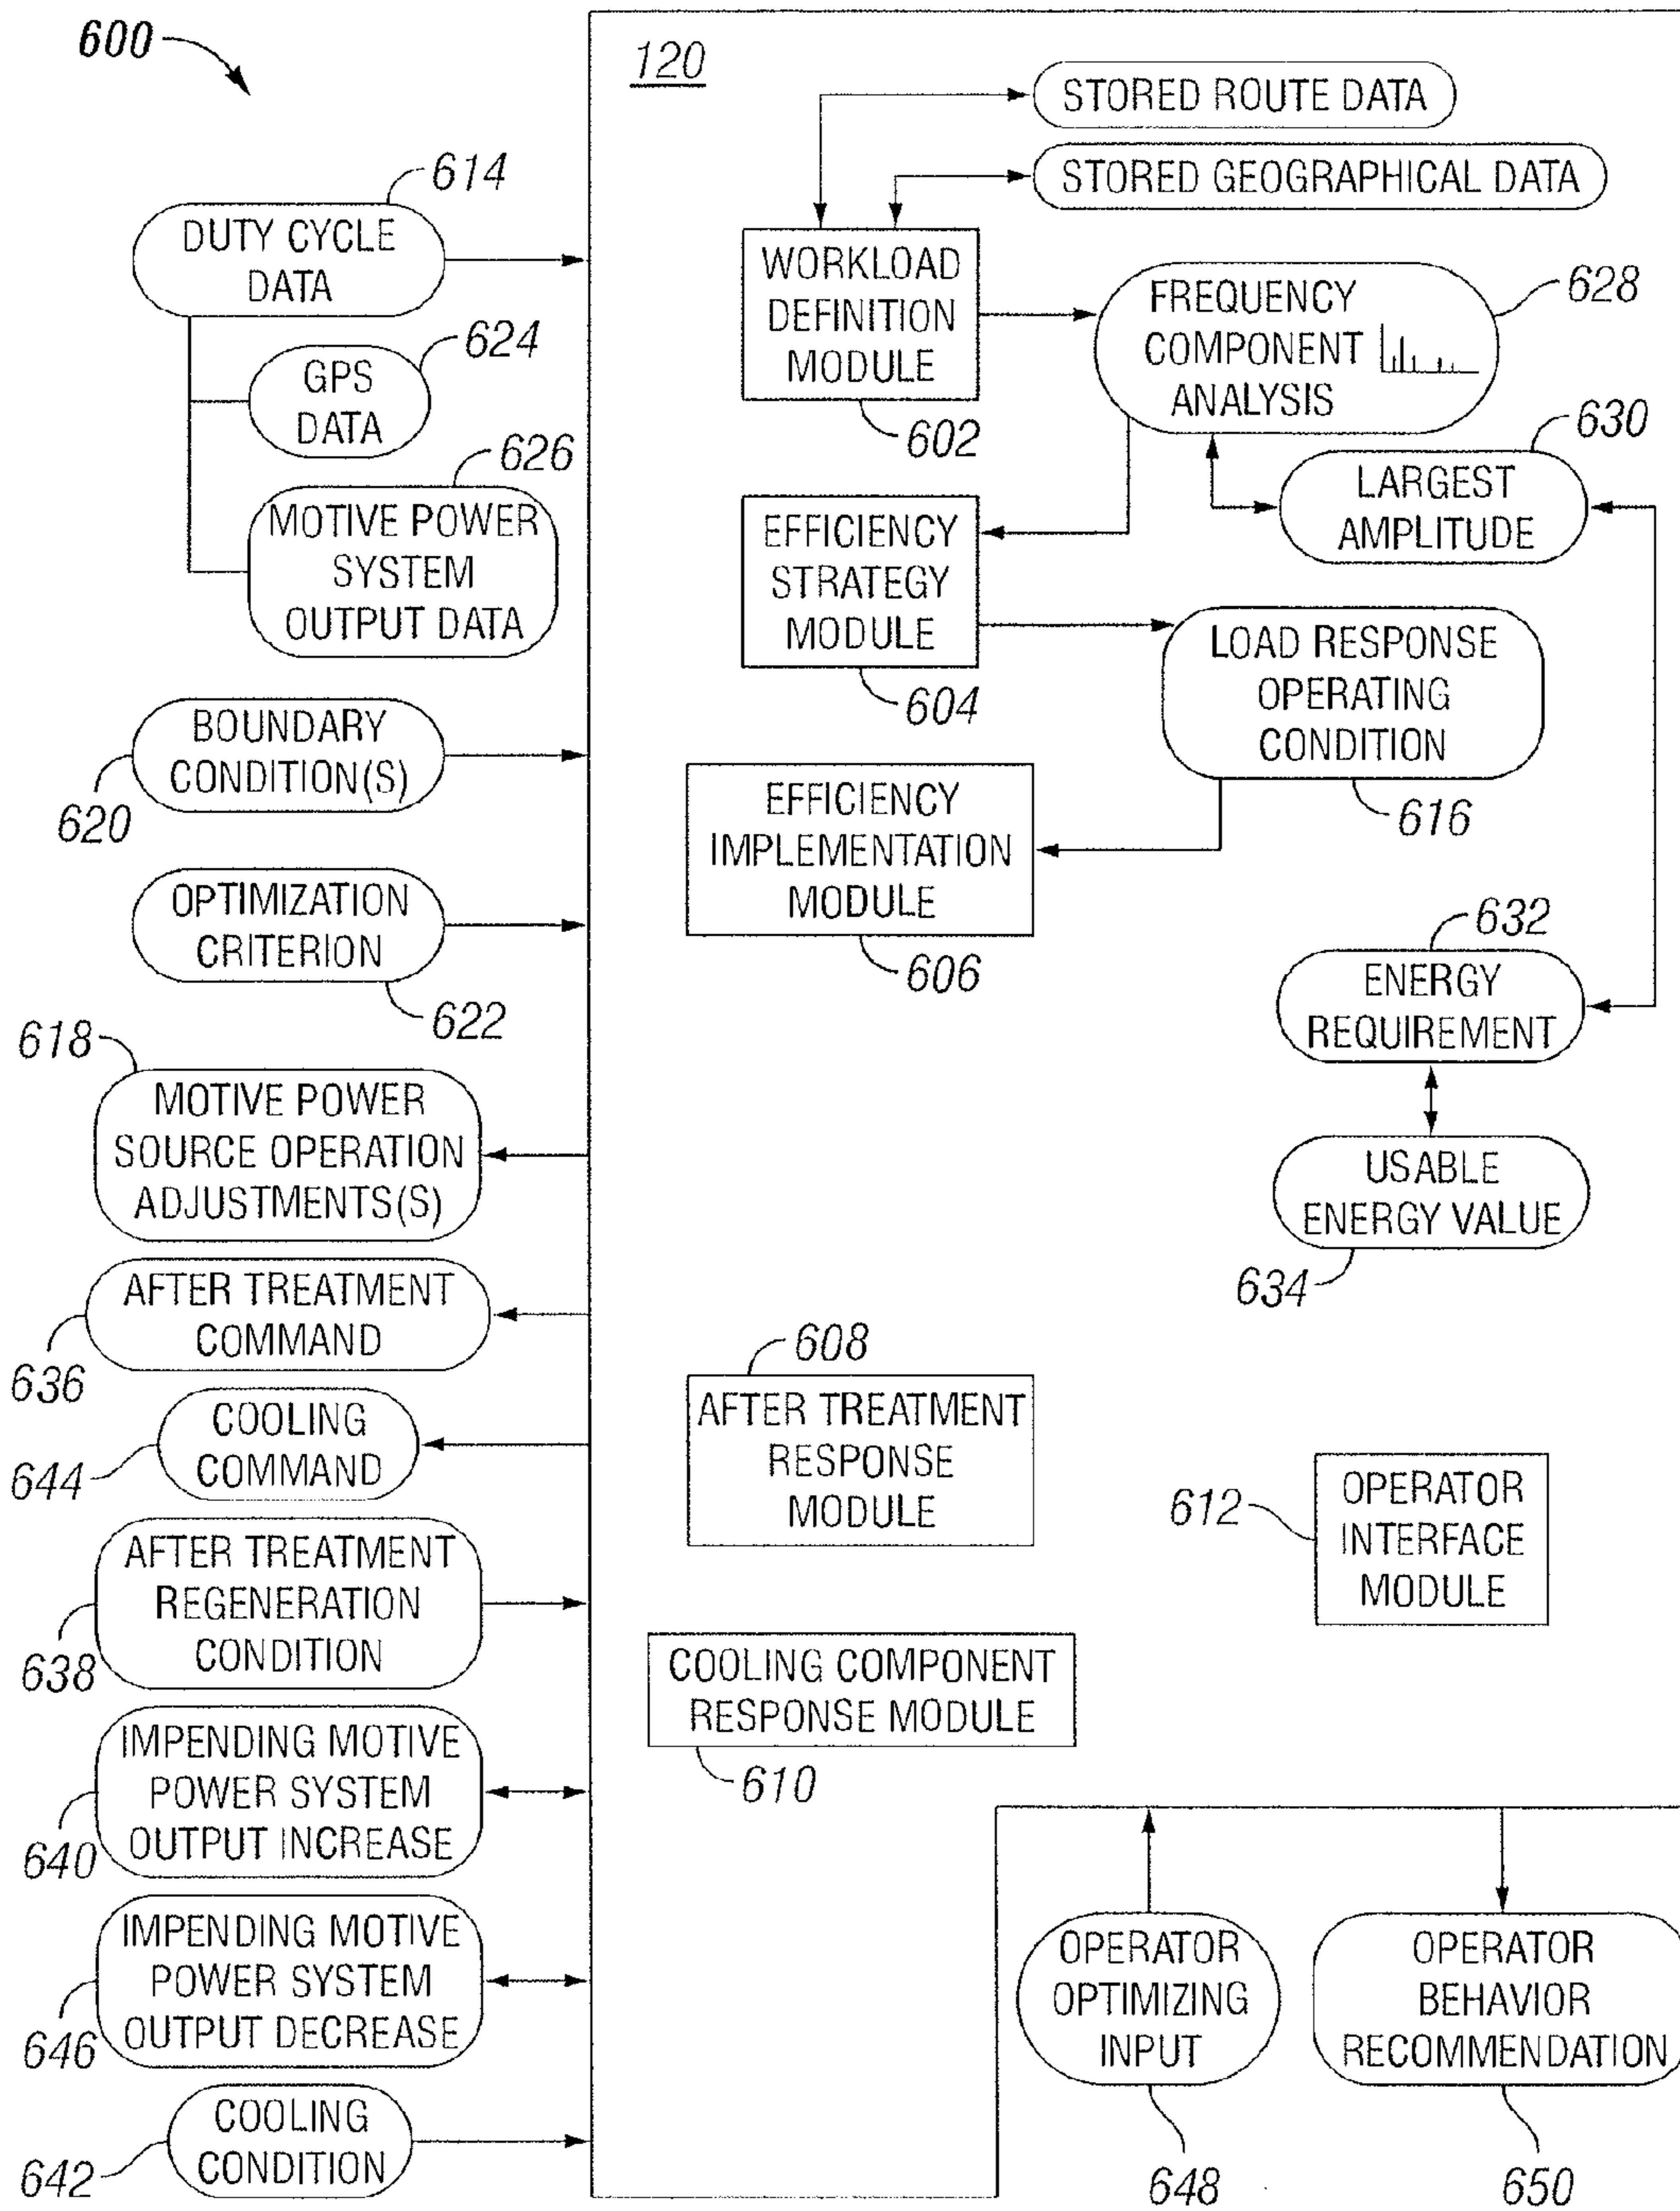 600
120
STORED ROUTE DATA
STORED GEOGRAPHICAL DATA
614
DUTY CYCLE
DATA
624
GPS
DATA
626
MOTIVE POWER
SYSTEM
OUTPUT DATA
BOUNDARY
CONDITION(S)
620
OPTIMIZATION
CRITERION
622
618
MOTIVE POWER
SOURCE OPERATION
ADJUSTMENTS(S)
AFTER TREATMENT
COMMAND
636
COOLING
COMMAND
644
AFTER TREATMENT
REGENERATION
CONDITION
638
IMPENDING MOTIVE
POWER SYSTEM
OUTPUT INCREASE
640
IMPENDING MOTIVE
POWER SYSTEM
OUTPUT DECREASE
646
COOLING
CONDITION
642
WORKLOAD
DEFINITION
MODULE
602
FREQUENCY
COMPONENT
ANALYSIS
628
630
LARGEST
AMPLITUDE
EFFICIENCY
STRATEGY
MODULE
604
LOAD RESPONSE
OPERATING
CONDITION
616
EFFICIENCY
IMPLEMENTATION
MODULE
606
632
ENERGY
REQUIREMENT
USABLE
ENERGY VALUE
634
608
AFTER TREATMENT
RESPONSE
MODULE
612
OPERATOR
INTERFACE
MODULE
COOLING COMPONENT
RESPONSE MODULE
610
OPERATOR
OPTIMIZING
INPUT
648
OPERATOR
BEHAVIOR
RECOMMENDATION
650